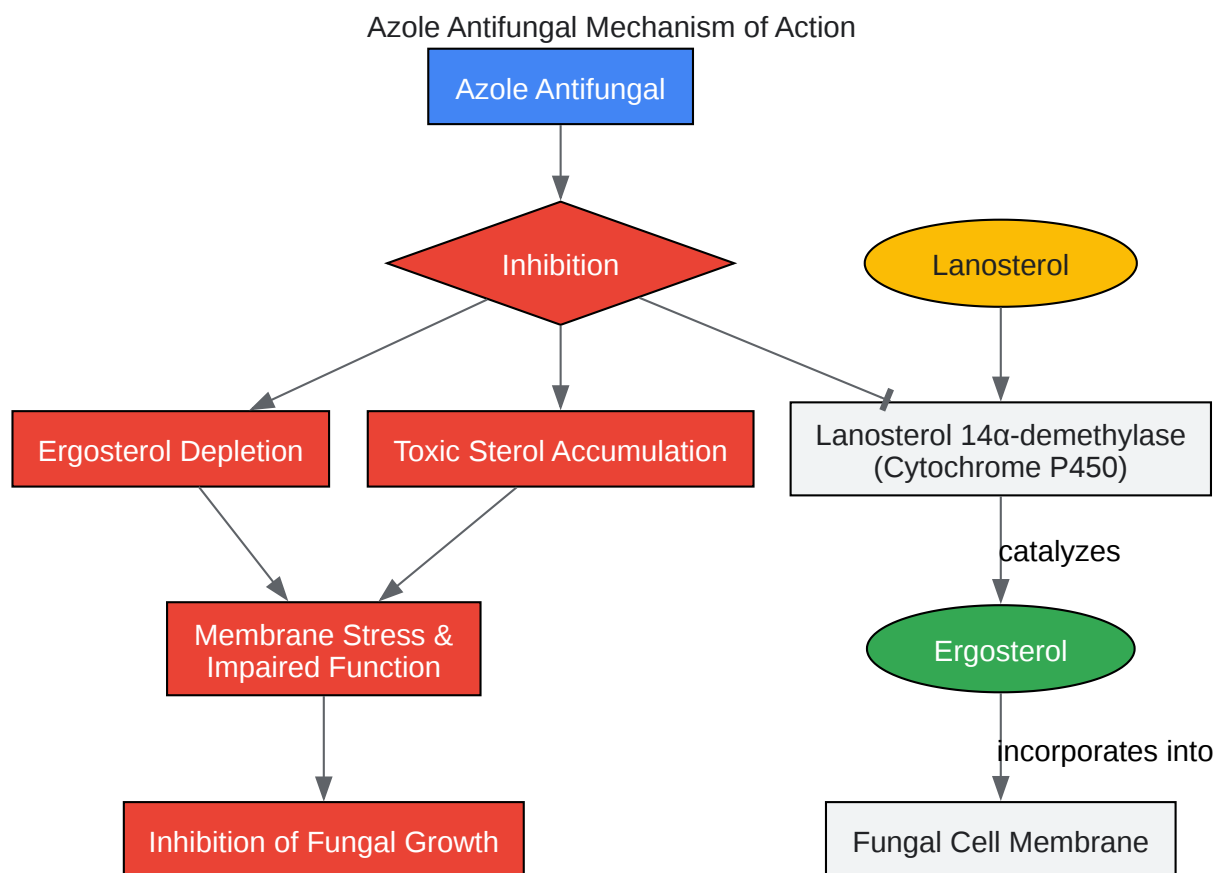 Azole Antifungal Mechanism of Action
Azole Antifungal
Inhibition
Lanosterol
Ergosterol Depletion
Toxic Sterol Accumulation
Lanosterol 14α-demethylase
(Cytochrome P450)
catalyzes
Membrane Stress &
Impaired Function
Ergosterol
incorporates into
Inhibition of Fungal Growth
Fungal Cell Membrane